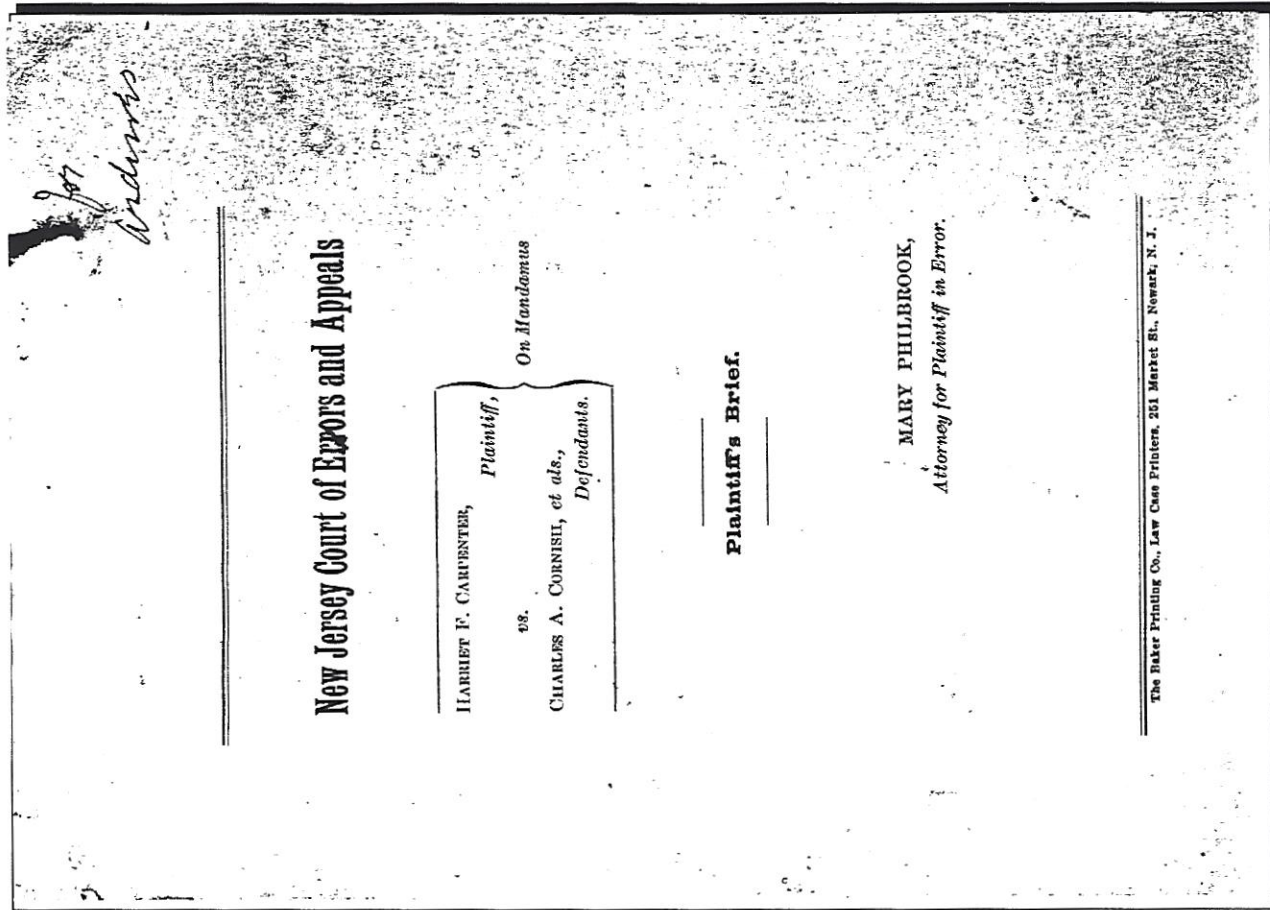 for
New Jersey Court of Errors and Appeals
HARRIET F. CARPENTER,
Plaintiff,
vs.
CHARLES A. CORNISH, et als.,
Defendants.
On Mandamus
Plaintiff's Brief.
MARY PHILBROOK,
Attorney for Plaintiff in Error.
The Baker Printing Co., Law Case Printers, 251 Market St., Newark, N. J.